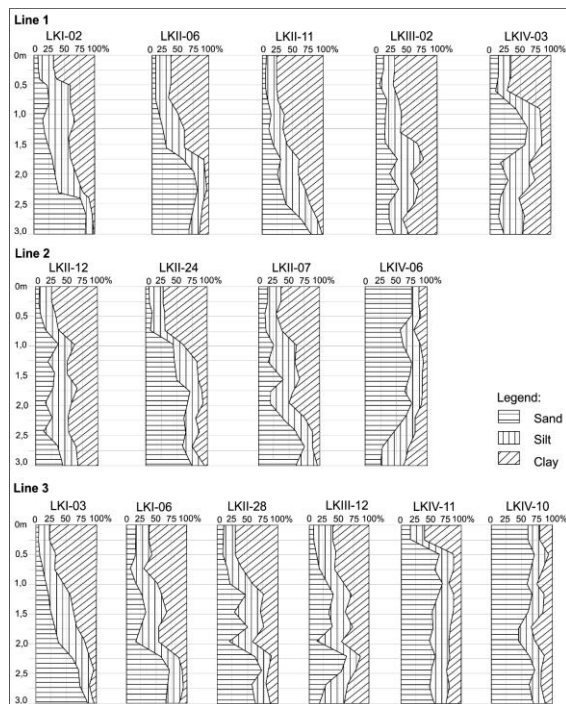 Line 1
LKI-02 LKII-06 LKII-11 LKIII-02 LKIV-03
0 25 50 75 100% 0 25 50 75 100% 0 25 50 75 100% 0 25 50 75 100% 0 25 50 75 100%
0m
0,5
1,0
1,5
2,0
2,5
3,0
Line 2
LKII-12 LKII-24 LKII-07 LKIV-06
0 25 50 75 100% 0 25 50 75 100% 0 25 50 75 100% 0 25 50 75 100%
0m
0,5
1,0
1,5
2,0
2,5
3,0
Legend:
Sand
Silt
Clay
Line 3
LKI-03 LKI-06 LKII-28 LKIII-12 LKIV-11 LKIV-10
0 25 50 75 100% 0 25 50 75 100% 0 25 50 75 100% 0 25 50 75 100% 0 25 50 75 100% 0 25 50 75 100%
0m
0,5
1,0
1,5
2,0
2,5
3,0